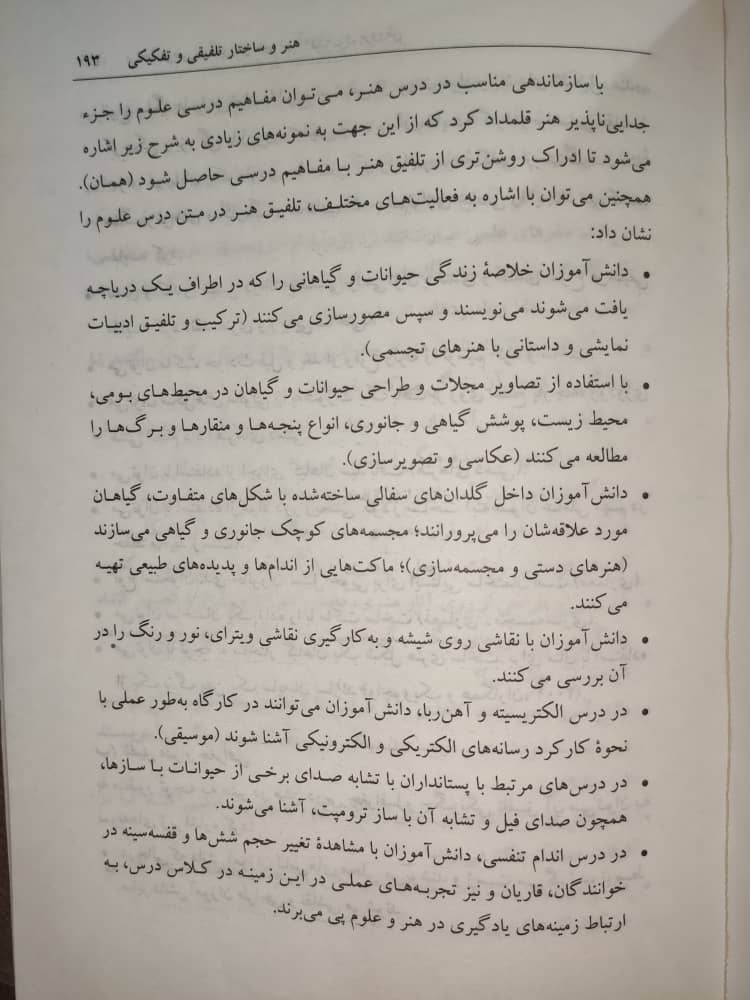 هنر و ساختار تلفیقی و تفکیکی ۱۹۳
با سازماندهی مناسب در درس هنر، می‌توان مفاهیم درسی علوم را جزء
جدایی‌ناپذیر هنر قلمداد کرد که از این جهت به نمونه‌های زیادی به شرح زیر اشاره
می‌شود تا ادراک روشن‌تری از تلفیق هنر با مفاهیم درسی حاصل شود (همان).
همچنین می‌توان با اشاره به فعالیت‌های مختلف، تلفیق هنر در متن درس علوم را
نشان داد:
• دانش‌آموزان خلاصهٔ زندگی حیوانات و گیاهانی را که در اطراف یک دریاچه
یافت می‌شوند می‌نویسند و سپس مصورسازی می‌کنند (ترکیب و تلفیق ادبیات
نمایشی و داستانی با هنرهای تجسمی).
• با استفاده از تصاویر مجلات و طراحی حیوانات و گیاهان در محیط‌های بومی،
محیط زیست، پوشش گیاهی و جانوری، انواع پنجه‌ها و منقارها و برگ‌ها را
مطالعه می‌کنند (عکاسی و تصویرسازی).
• دانش‌آموزان داخل گلدان‌های سفالی ساخته‌شده با شکل‌های متفاوت، گیاهان
مورد علاقه‌شان را می‌پرورانند؛ مجسمه‌های کوچک جانوری و گیاهی می‌سازند
(هنرهای دستی و مجسمه‌سازی)؛ ماکت‌هایی از اندام‌ها و پدیده‌های طبیعی تهیه
می‌کنند.
• دانش‌آموزان با نقاشی روی شیشه و به‌کارگیری نقاشی ویترای، نور و رنگ را در
آن بررسی می‌کنند.
• در درس الکتریسیته و آهن‌ربا، دانش‌آموزان می‌توانند در کارگاه به‌طور عملی با
نحوهٔ کارکرد رسانه‌های الکتریکی و الکترونیکی آشنا شوند (موسیقی).
• در درس‌های مرتبط با پستانداران با تشابه صدای برخی از حیوانات با سازها،
همچون صدای فیل و تشابه آن با ساز ترومپت، آشنا می‌شوند.
• در درس اندام تنفسی، دانش‌آموزان با مشاهدهٔ تغییر حجم شش‌ها و قفسه‌سینه در
خوانندگان، قاریان و نیز تجربه‌های عملی در این زمینه در کلاس درس، به
ارتباط زمینه‌های یادگیری در هنر و علوم پی می‌برند.